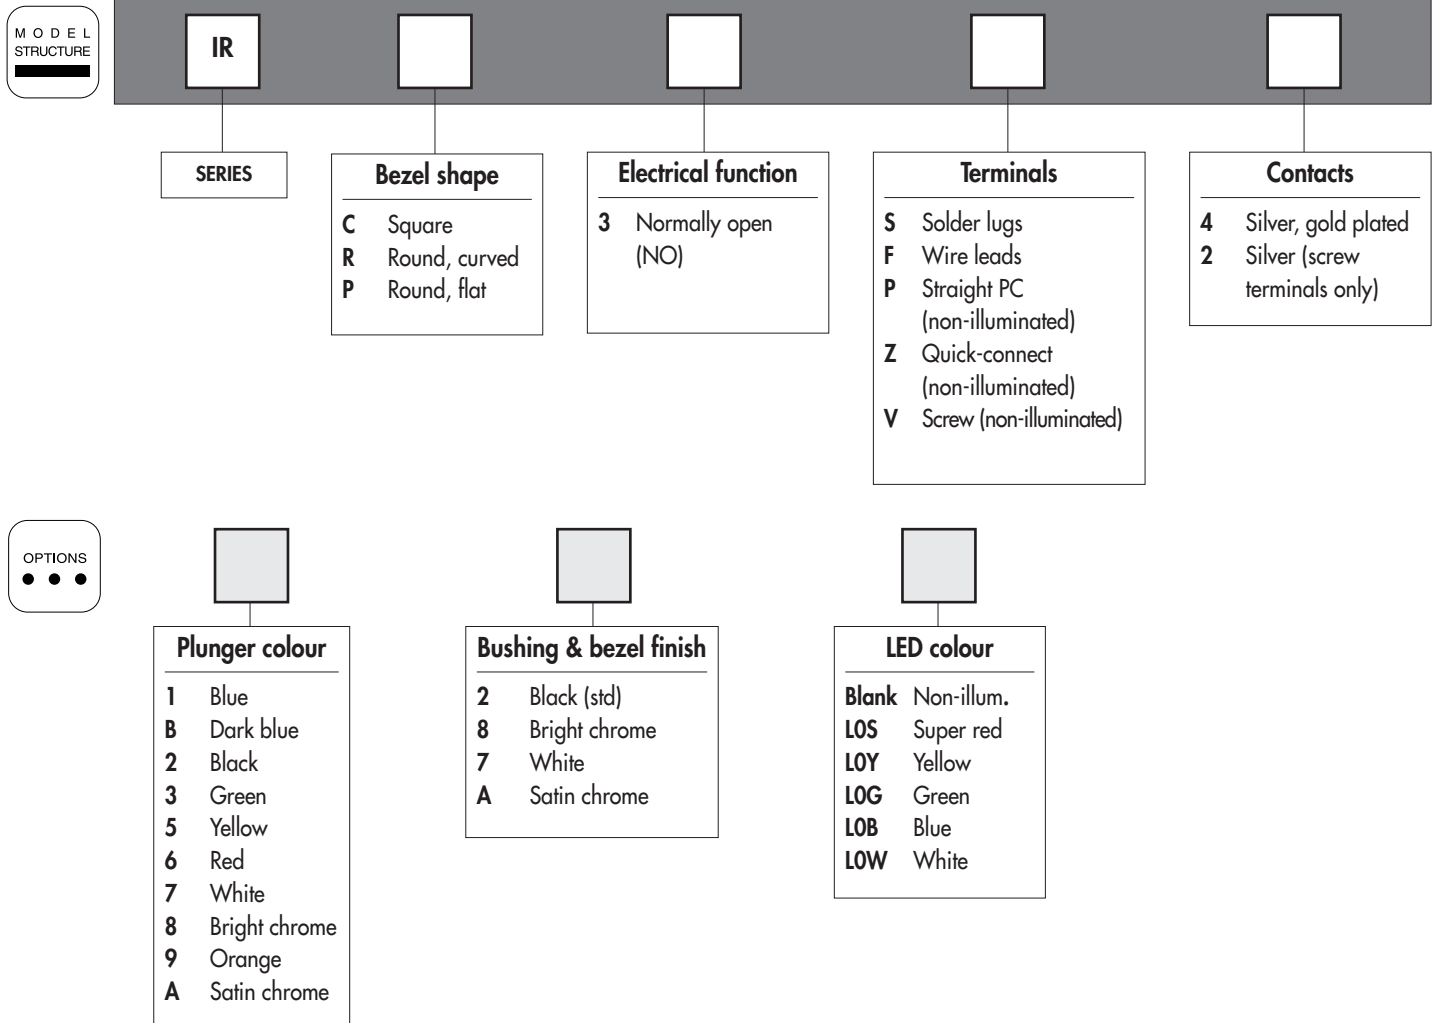 MODEL
STRUCTURE
IR
SERIES
Bezel shape
C Square
R Round, curved
P Round, flat
Electrical function
3 Normally open
(NO)
Terminals
S Solder lugs
F Wire leads
P Straight PC
(non-illuminated)
Z Quick-connect
(non-illuminated)
V Screw (non-illuminated)
Contacts
4 Silver, gold plated
2 Silver (screw
terminals only)
OPTIONS
Plunger colour
1 Blue
B Dark blue
2 Black
3 Green
5 Yellow
6 Red
7 White
8 Bright chrome
9 Orange
A Satin chrome
Bushing & bezel finish
2 Black (std)
8 Bright chrome
7 White
A Satin chrome
LED colour
Blank Non-illum.
L0S Super red
L0Y Yellow
L0G Green
L0B Blue
L0W White